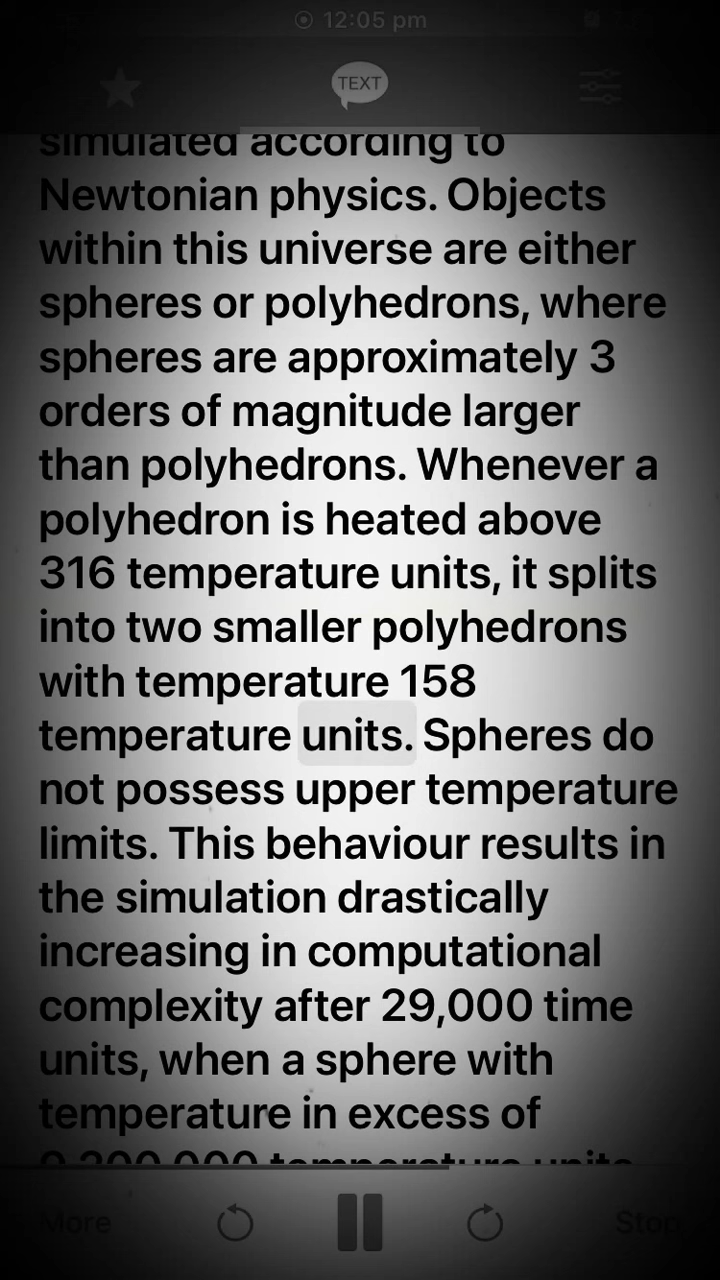 12:05 pm
TEXT
simulated according to
Newtonian physics. Objects
within this universe are either
spheres or polyhedrons, where
spheres are approximately 3
orders of magnitude larger
than polyhedrons. Whenever a
polyhedron is heated above
316 temperature units, it splits
into two smaller polyhedrons
with temperature 158
temperature units. Spheres do
not possess upper temperature
limits. This behaviour results in
the simulation drastically
increasing in computational
complexity after 29,000 time
units, when a sphere with
temperature in excess of
temperature units
More
Stop